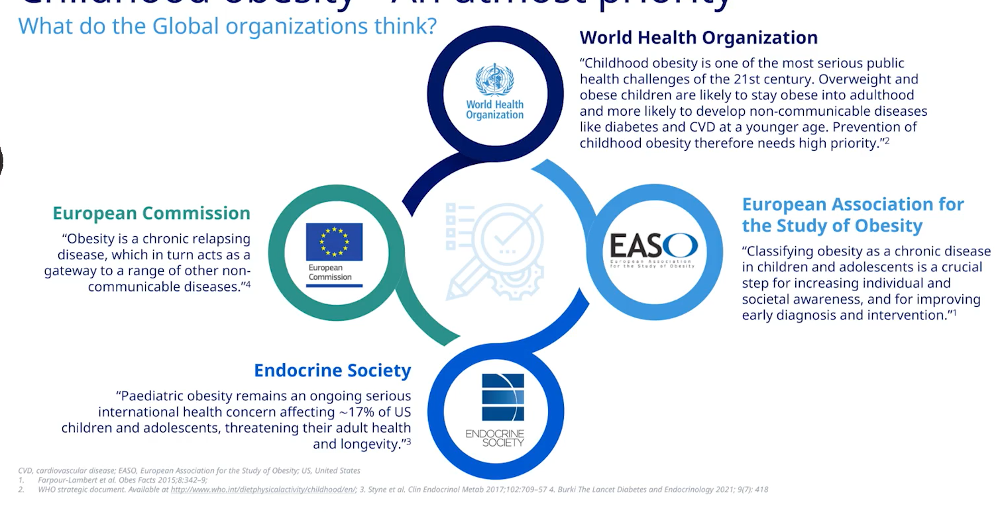 Childhood obesity - An utmost priority
What do the Global organizations think?
World Health Organization
“Childhood obesity is one of the most serious public
health challenges of the 21st century. Overweight and
obese children are likely to stay obese into adulthood
and more likely to develop non-communicable diseases
like diabetes and CVD at a younger age. Prevention of
childhood obesity therefore needs high priority.”2
World Health
Organization
European Commission
“Obesity is a chronic relapsing
disease, which in turn acts as a
gateway to a range of other non-
communicable diseases.”4
European
Commission
EASO
European Association
for the Study of Obesity
European Association for
the Study of Obesity
“Classifying obesity as a chronic disease
in children and adolescents is a crucial
step for increasing individual and
societal awareness, and for improving
early diagnosis and intervention.”1
Endocrine Society
“Paediatric obesity remains an ongoing serious
international health concern affecting ~17% of US
children and adolescents, threatening their adult health
and longevity.”3
ENDOCRINE
SOCIETY
CVD, cardiovascular disease; EASO, European Association for the Study of Obesity; US, United States
1. Farpour-Lambert et al. Obes Facts 2015;8:342–9;
2. WHO strategic document. Available at http://www.who.int/dietphysicalactivity/childhood/en/; 3. Styne et al. Clin Endocrinol Metab 2017;102:709–57 4. Burki The Lancet Diabetes and Endocrinology 2021; 9(7): 418